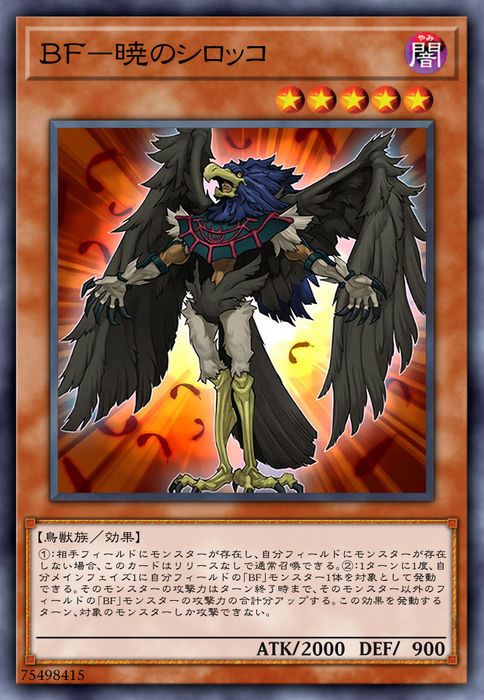 BF－暁のシロッコ
やみ
闇
【鳥獣族／効果】
①：相手フィールドにモンスターが存在し、自分フィールドにモンスターが存在
しない場合、このカードはリリースなしで通常召喚できる。②：1ターンに1度、自
分メインフェイズ1に自分フィールドの「BF」モンスター1体を対象として発動
できる。そのモンスターの攻撃力はターン終了時まで、そのモンスター以外のフ
ィールドの「BF」モンスターの攻撃力の合計分アップする。この効果を発動する
ターン、対象のモンスターしか攻撃できない。
ATK/2000 DEF/ 900
75498415